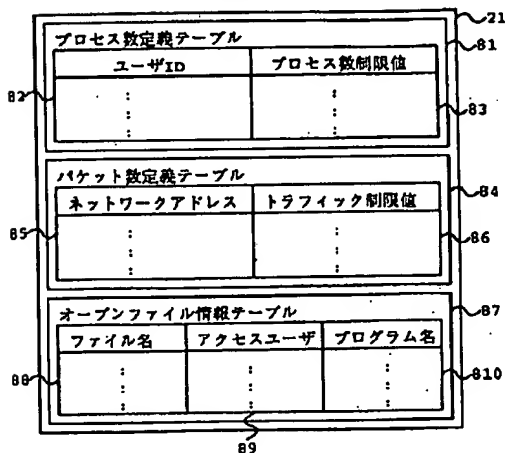 21
プロセス数定義テーブル
81
ユーザID プロセス数制限値
82
83
パケット数定義テーブル
84
ネットワークアドレス トラフィック制限値
85
86
オープンファイル情報テーブル
87
ファイル名 アクセスユーザ プログラム名
88
810
89